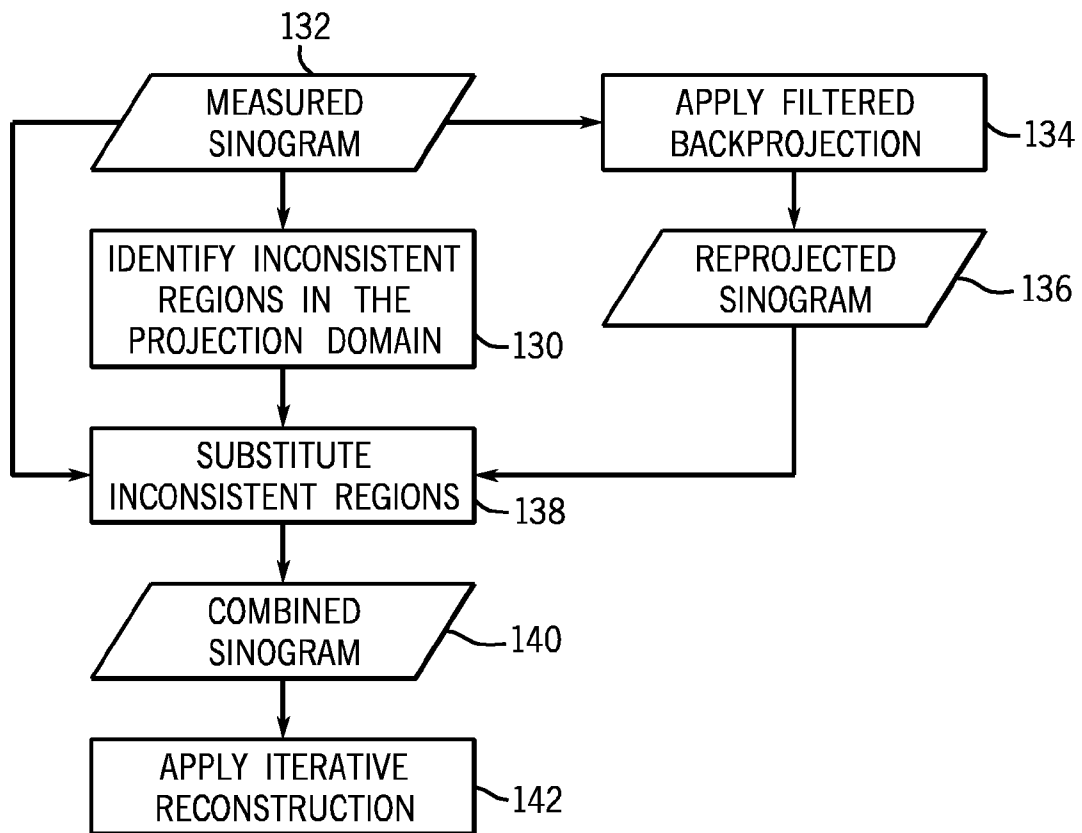 132
MEASURED
SINOGRAM
APPLY FILTERED
BACKPROJECTION
134
IDENTIFY INCONSISTENT
REGIONS IN THE
PROJECTION DOMAIN
130
REPROJECTED
SINOGRAM
136
SUBSTITUTE
INCONSISTENT REGIONS
138
COMBINED
SINOGRAM
140
APPLY ITERATIVE
RECONSTRUCTION
142